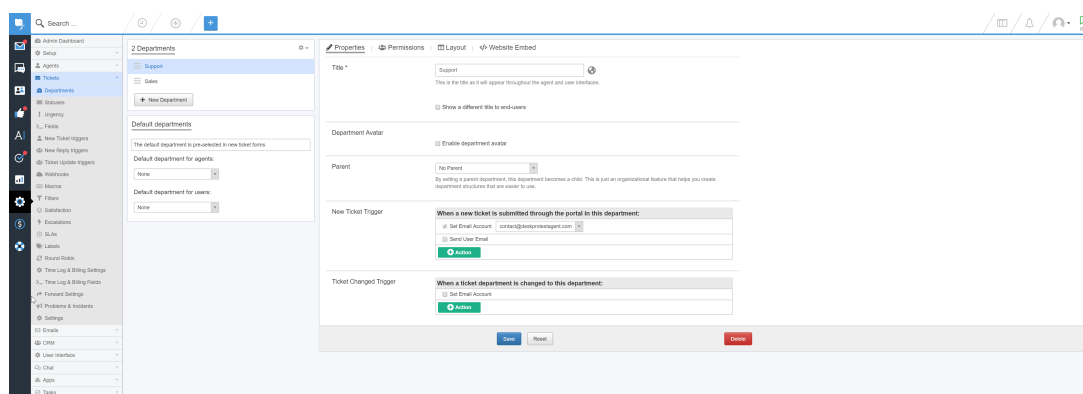 Search ...
+
Admin Dashboard
Setup
Agents
Tickets
Departments
Statuses
Urgency
Fields
New Ticket triggers
New Reply triggers
Ticket Update triggers
Webhooks
Macros
Filters
Satisfaction
Escalations
SLAs
Labels
Round Robin
Time Log & Billing Settings
Time Log & Billing Fields
Forward Settings
Problems & Incidents
Settings
Emails
CRM
User Interface
Chat
Apps
Tasks
AI
2 Departments
Support
Sales
+ New Department
Default departments
The default department is pre-selected in new ticket forms
Default department for agents:
None
Default department for users:
None
Properties | Permissions | Layout | </> Website Embed
Title *
Support
This is the title as it will appear throughout the agent and user interfaces.
Show a different title to end-users
Department Avatar
Enable department avatar
Parent
No Parent
By setting a parent department, this department becomes a child. This is just an organizational feature that helps you create
department structures that are easier to use.
New Ticket Trigger
When a new ticket is submitted through the portal in this department:
Set Email Account contact@deskprotestagent.com
Send User Email
Action
Ticket Changed Trigger
When a ticket department is changed to this department:
Set Email Account
Action
Save
Reset
Delete